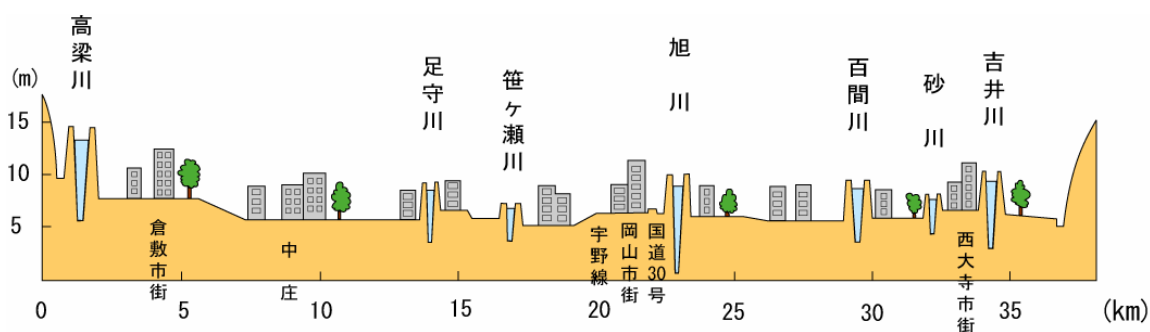 高梁川
足守川
笹ヶ瀬川
旭川
百間川
砂川
吉井川
(m)
15
10
5
倉敷市街
中庄
宇野線
岡山市街
国道30号
西大寺市街
0
5
10
15
20
25
30
35
(km)